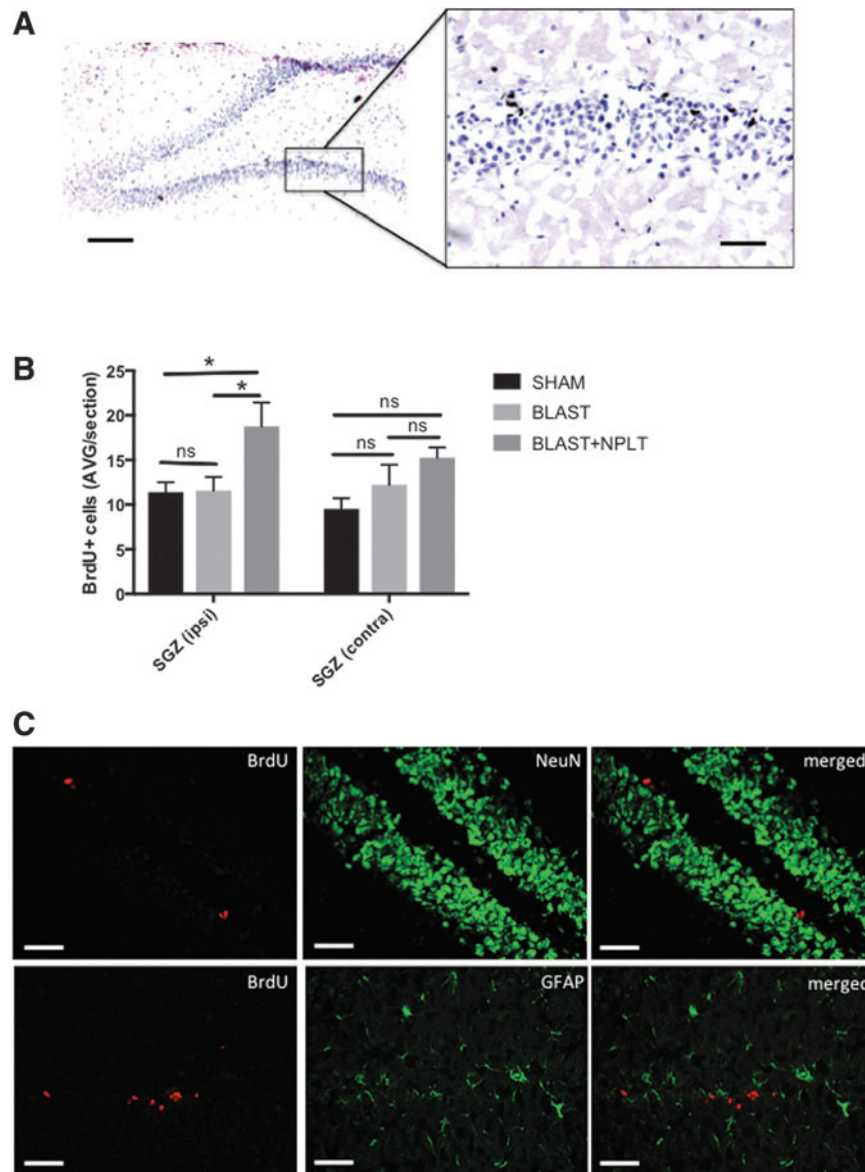 A
B
BrdU+ cells (AVG/section)
25
20
15
10
5
0
*
*
ns
ns
ns
ns
SGZ (ipsi)
SGZ (contra)
SHAM
BLAST
BLAST+NPLT
C
BrdU
NeuN
merged
BrdU
GFAP
merged